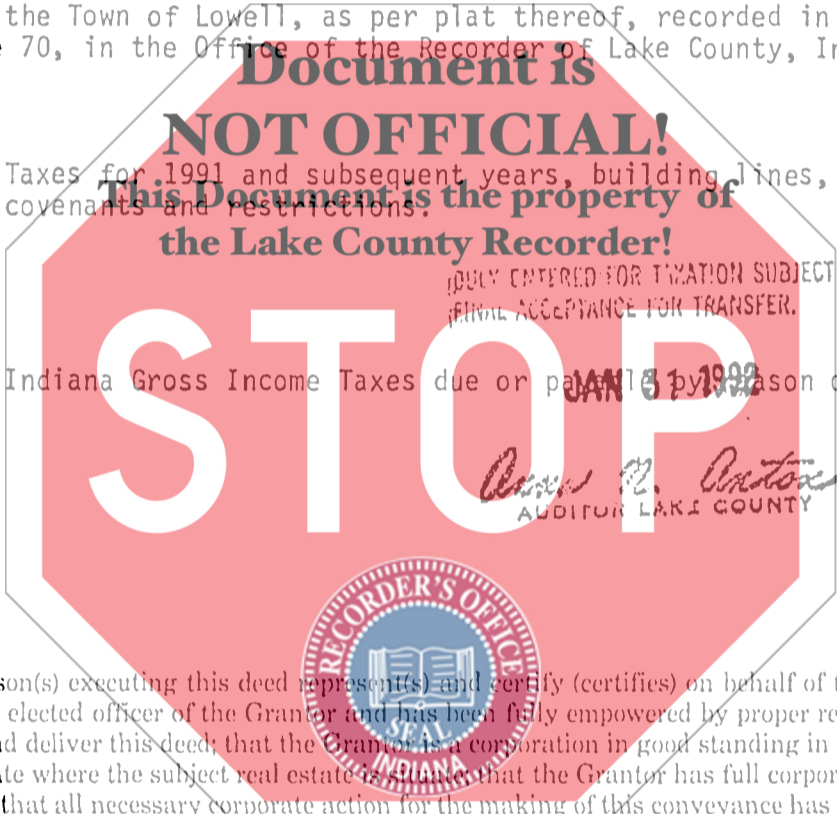 the Town of Lowell, as per plat thereof, recorded in
70, in the Office of the Recorder of Lake County,
Document is
NOT OFFICIAL!
Taxes for 1991 and subsequent years, building lines,
covenants and restrictions.
This Document is the property of
the Lake County Recorder!
DULY ENTERED FOR TAXATION SUBJECT
FINAL ACCEPTANCE FOR TRANSFER.
STOP
Indiana Gross Income Taxes due or payable by reason
JAN 31 1992
AUDITOR LAKE COUNTY
RECORDER'S OFFICE
SEAL
INDIANA
son(s) executing this deed represent(s) and certify (certifies) on behalf of
elected officer of the Grantor and has been fully empowered by proper
d deliver this deed; that the Grantor is a corporation in good standing in
te where the subject real estate is situate; that the Grantor has full corpor
that all necessary corporate action for the making of this conveyance has